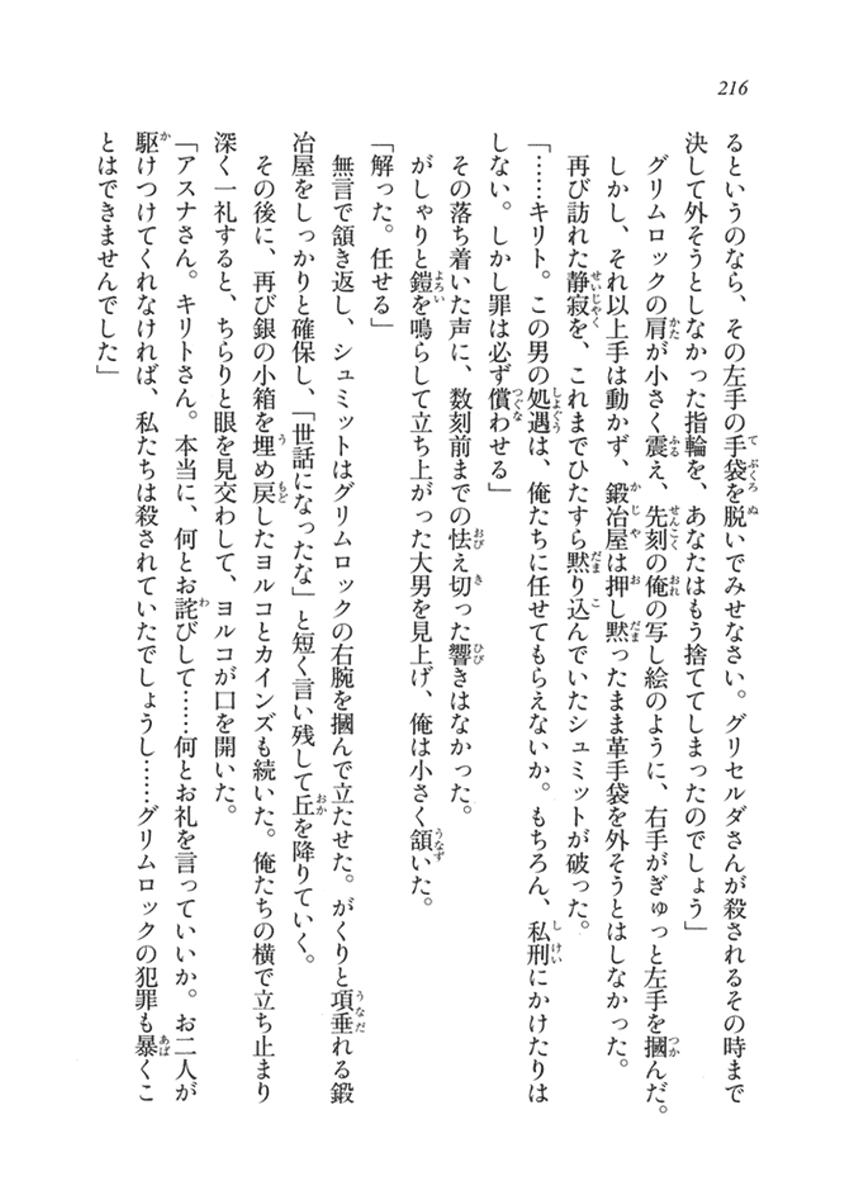 216
るというのなら、その左手の手袋を脱いでみせなさい。グリセルダさんが殺されるその時まで
決して外そうとしなかった指輪を、あなたはもう捨ててしまったのでしょう」
　グリムロックの肩が小さく震え、先刻の俺の写し絵のように、右手がぎゅっと左手を摑んだ。
　しかし、それ以上手は動かず、鍛冶屋は押し黙ったまま革手袋を外そうとはしなかった。
　再び訪れた静寂を、これまでひたすら黙り込んでいたシュミットが破った。
「……キリト。この男の処遇は、俺たちに任せてもらえないか。もちろん、私刑にかけたりは
しない。しかし罪は必ず償わせる」
　その落ち着いた声に、数刻前までの怯え切った響きはなかった。
　がしゃりと鎧を鳴らして立ち上がった大男を見上げ、俺は小さく頷いた。
「解った。任せる」
　無言で頷き返し、シュミットはグリムロックの右腕を摑んで立たせた。がくりと項垂れる鍛
冶屋をしっかりと確保し、「世話になったな」と短く言い残して丘を降りていく。
　その後に、再び銀の小箱を埋め戻したヨルコとカインズも続いた。俺たちの横で立ち止まり
深く一礼すると、ちらりと眼を見交わして、ヨルコが口を開いた。
「アスナさん。キリトさん。本当に、何とお詫びして……何とお礼を言っていいか。お二人が
駆けつけてくれなければ、私たちは殺されていたでしょうし……グリムロックの犯罪も暴くこ
とはできませんでした」